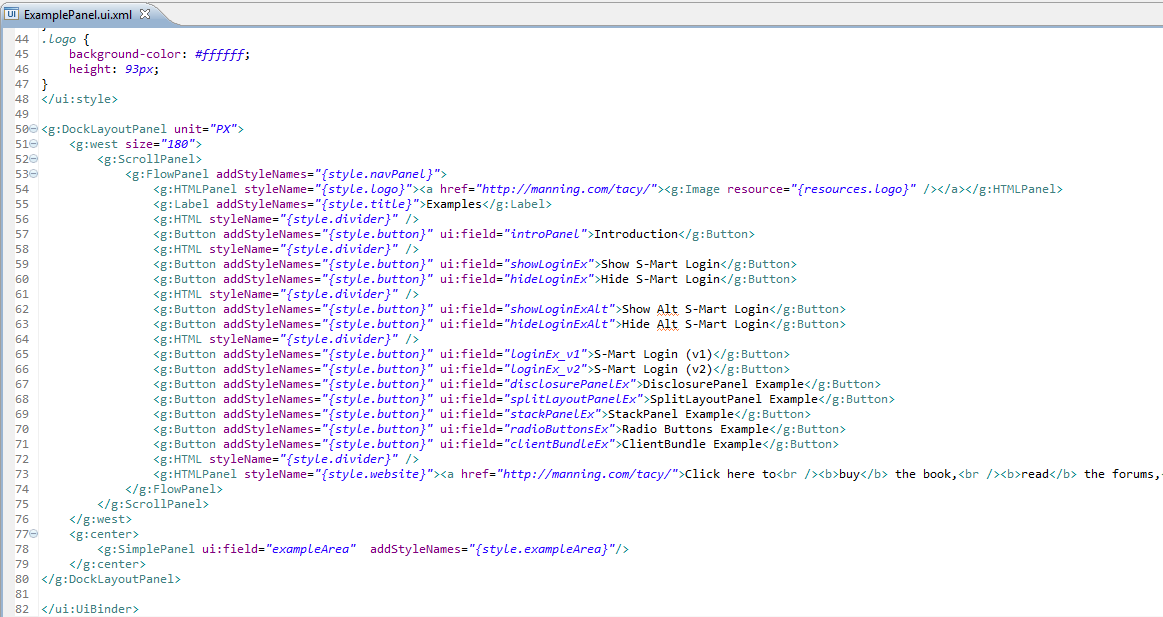 UI ExamplePanel.ui.xml
44 .logo {
45     background-color: #ffffff;
46     height: 93px;
47 }
48 </ui:style>
49
50 <g:DockLayoutPanel unit="PX">
51     <g:west size="180">
52         <g:ScrollPanel>
53             <g:FlowPanel addStyleNames="{style.navPanel}">
54                 <g:HTMLPanel styleName="{style.logo}"><a href="http://manning.com/tacy/"><g:Image resource="{resources.logo}" /></a></g:HTMLPanel>
55                 <g:Label addStyleNames="{style.title}">Examples</g:Label>
56                 <g:HTML styleName="{style.divider}" />
57                 <g:Button addStyleNames="{style.button}" ui:field="introPanel">Introduction</g:Button>
58                 <g:HTML styleName="{style.divider}" />
59                 <g:Button addStyleNames="{style.button}" ui:field="showLoginEx">Show S-Mart Login</g:Button>
60                 <g:Button addStyleNames="{style.button}" ui:field="hideLoginEx">Hide S-Mart Login</g:Button>
61                 <g:HTML styleName="{style.divider}" />
62                 <g:Button addStyleNames="{style.button}" ui:field="showLoginExAlt">Show Alt S-Mart Login</g:Button>
63                 <g:Button addStyleNames="{style.button}" ui:field="hideLoginExAlt">Hide Alt S-Mart Login</g:Button>
64                 <g:HTML styleName="{style.divider}" />
65                 <g:Button addStyleNames="{style.button}" ui:field="loginEx_v1">S-Mart Login (v1)</g:Button>
66                 <g:Button addStyleNames="{style.button}" ui:field="loginEx_v2">S-Mart Login (v2)</g:Button>
67                 <g:Button addStyleNames="{style.button}" ui:field="disclosurePanelEx">DisclosurePanel Example</g:Button>
68                 <g:Button addStyleNames="{style.button}" ui:field="splitLayoutPanelEx">SplitLayoutPanel Example</g:Button>
69                 <g:Button addStyleNames="{style.button}" ui:field="stackPanelEx">StackPanel Example</g:Button>
70                 <g:Button addStyleNames="{style.button}" ui:field="radioButtonsEx">Radio Buttons Example</g:Button>
71                 <g:Button addStyleNames="{style.button}" ui:field="clientBundleEx">ClientBundle Example</g:Button>
72                 <g:HTML styleName="{style.divider}" />
73                 <g:HTMLPanel styleName="{style.website}"><a href="http://manning.com/tacy/">Click here to<br /><b>buy</b> the book,<br /><b>read</b> the forums,
74             </g:FlowPanel>
75         </g:ScrollPanel>
76     </g:west>
77     <g:center>
78         <g:SimplePanel ui:field="exampleArea"  addStyleNames="{style.exampleArea}"/>
79     </g:center>
80 </g:DockLayoutPanel>
81
82 </ui:UiBinder>